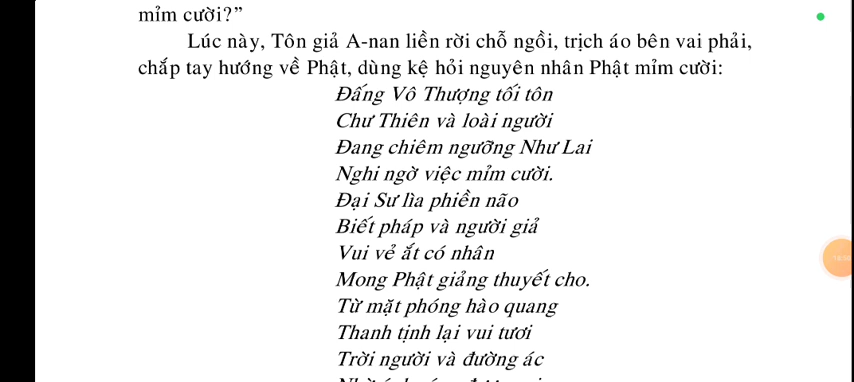 mỉm cười?”
Lúc này, Tôn giả A-nan liền rời chỗ ngồi, trịch áo bên vai phải,
chắp tay hướng về Phật, dùng kệ hỏi nguyên nhân Phật mỉm cười:
Đấng Vô Thượng tối tôn
Chư Thiên và loài người
Đang chiêm ngưỡng Như Lai
Nghi ngờ việc mỉm cười.
Đại Sư lìa phiền não
Biết pháp và người giả
Vui vẻ ắt có nhân
Mong Phật giảng thuyết cho.
Từ mặt phóng hào quang
Thanh tịnh lại vui tươi
Trời người và đường ác